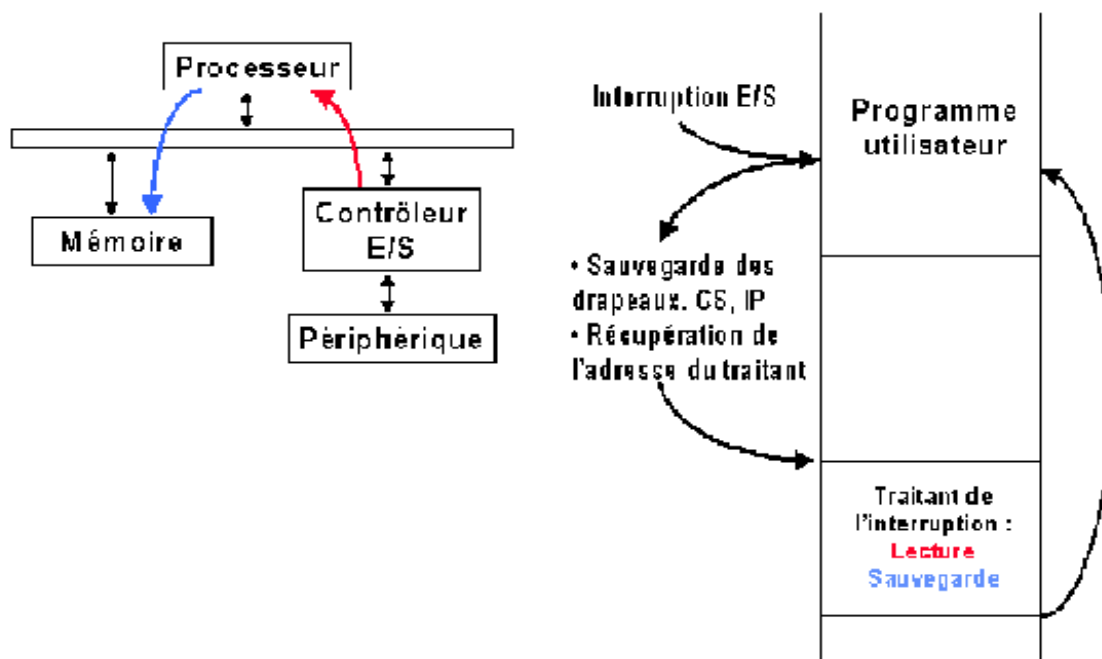 Processeur
Mémoire
Contrôleur
E/S
Périphérique
Interruption E/S
• Sauvegarde des
drapeaux. CS, IP
• Récupération de
l'adresse du traitant
Programme
utilisateur
Traitant de
l'interruption :
Lecture
Sauvegarde